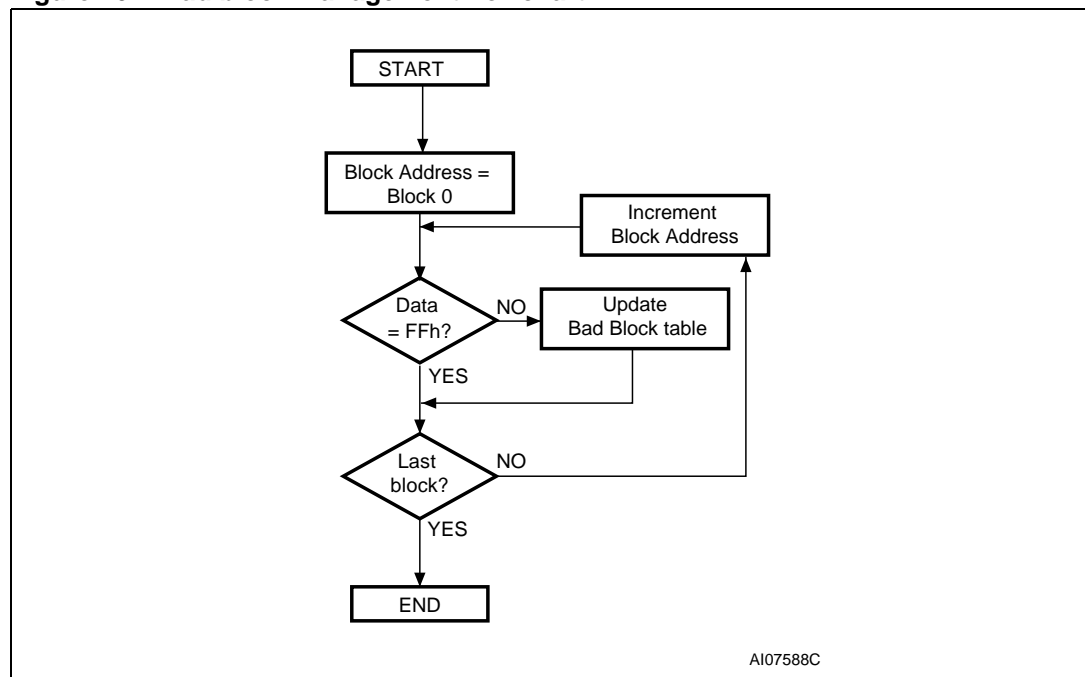 START
Block Address =
Block 0
Increment
Block Address
Data
= FFh?
NO
Update
Bad Block table
YES
Last
block?
NO
YES
END
AI07588C